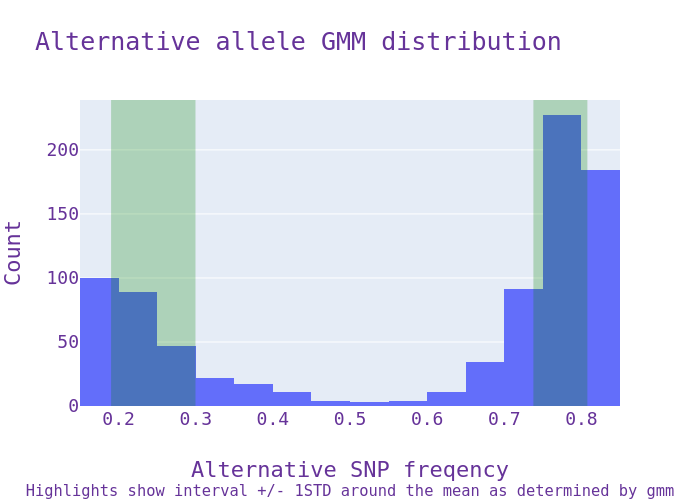 Alternative allele GMM distribution
Count
200
150
100
50
0
0.2 0.3 0.4 0.5 0.6 0.7 0.8
Alternative SNP freqency
Highlights show interval +/- 1STD around the mean as determined by gmm